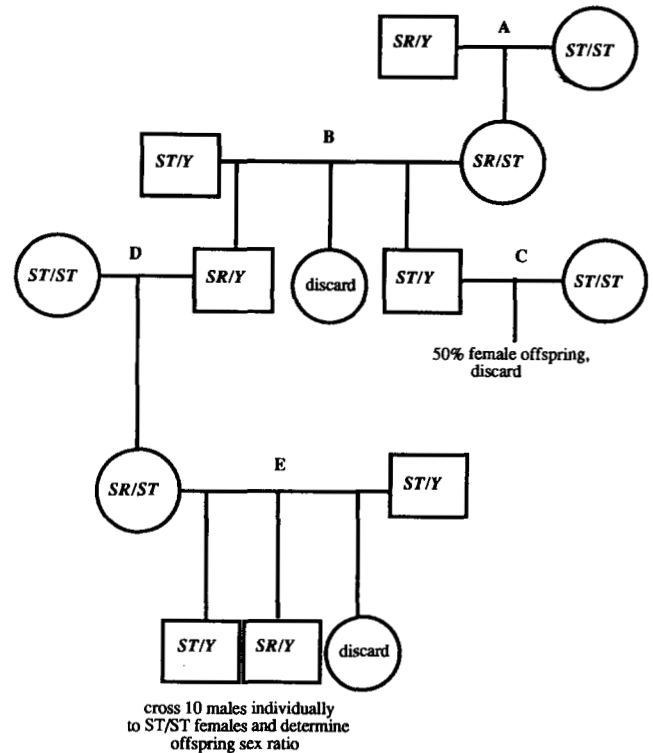 A
SR/Y
ST/ST
B
ST/Y
SR/ST
D
C
ST/ST
SR/Y
discard
ST/Y
ST/ST
50% female offspring,
discard
E
SR/ST
ST/Y
ST/Y
SR/Y
discard
cross 10 males individually
to ST/ST females and determine
offspring sex ratio